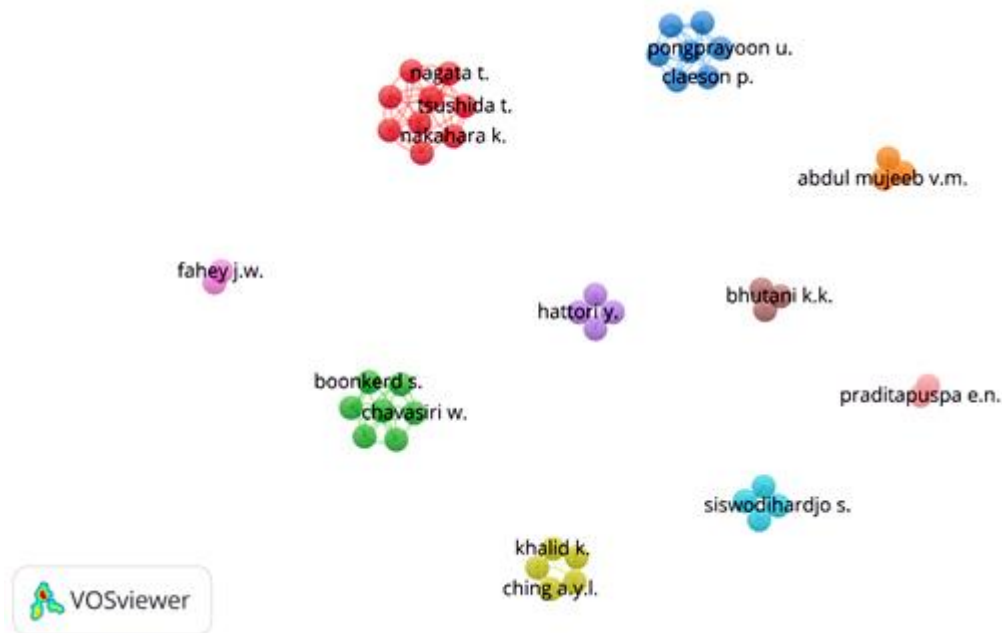 pongprayoon u.
claeson p.
nagata t.
tsushida t.
nakahara k.
abdul mujeeb v.m.
fahey j.w.
hattori y.
bhutani k.k.
boonkerd s.
chavasiri w.
praditapuspa e.n.
siswodihardjo s.
khalid k.
ching a.y.l.
VOSviewer